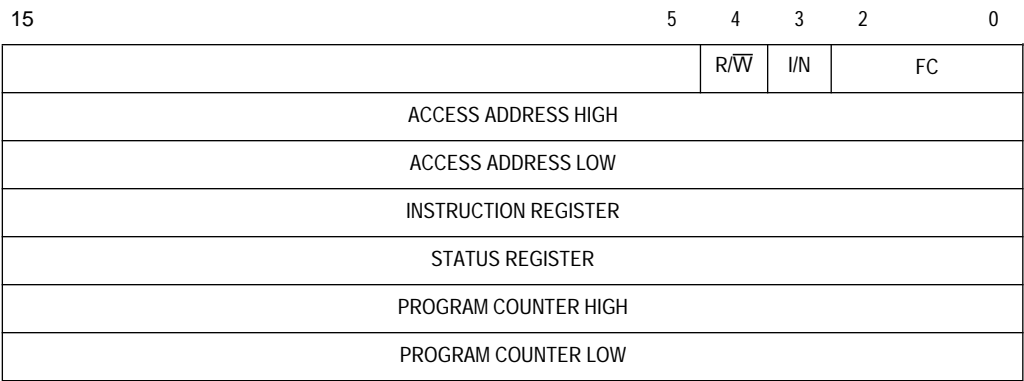 15 5 4 3 2 0
R/W̅ I/N FC
ACCESS ADDRESS HIGH
ACCESS ADDRESS LOW
INSTRUCTION REGISTER
STATUS REGISTER
PROGRAM COUNTER HIGH
PROGRAM COUNTER LOW